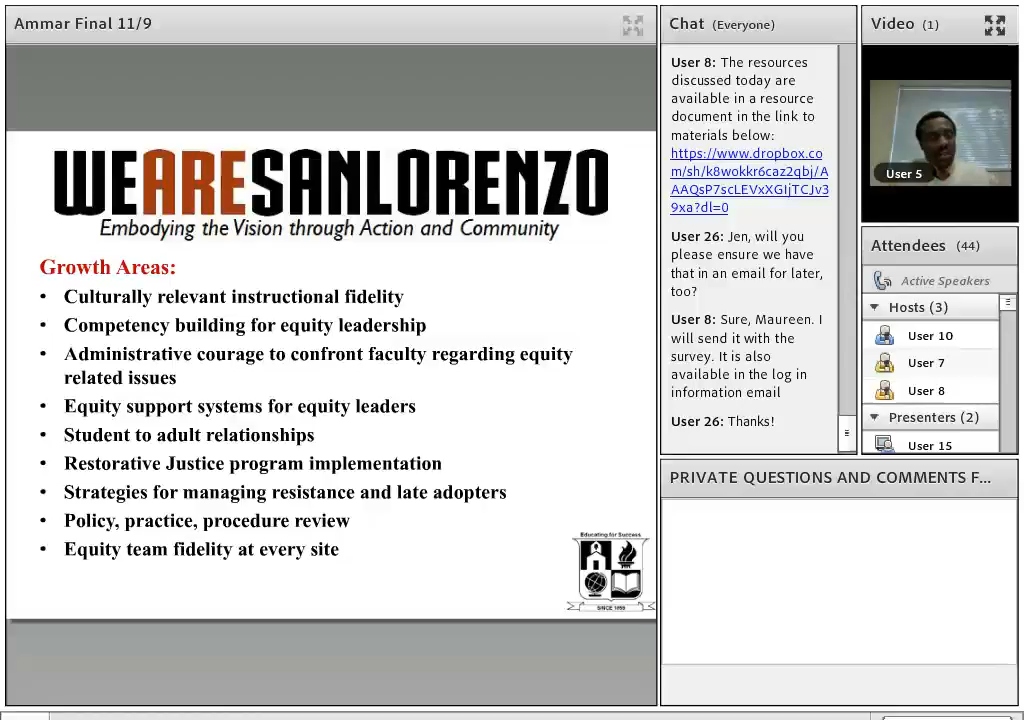 Ammar Final 11/9
WEARESANLORENZO
Embodying the Vision through Action and Community
Growth Areas:
• Culturally relevant instructional fidelity
• Competency building for equity leadership
• Administrative courage to confront faculty regarding equity
related issues
• Equity support systems for equity leaders
• Student to adult relationships
• Restorative Justice program implementation
• Strategies for managing resistance and late adopters
• Policy, practice, procedure review
• Equity team fidelity at every site
Educating for Success
SINCE 1859
Chat (Everyone)
User 8: The resources
discussed today are
available in a resource
document in the link to
materials below:
https://www.dropbox.co
m/sh/k8wokkr6caz2qbj/A
AAQsP7scLEVxXGIjTCJv3
9xa?dl=0
User 26: Jen, will you
please ensure we have
that in an email for later,
too?
User 8: Sure, Maureen. I
will send it with the
survey. It is also
available in the log in
information email
User 26: Thanks!
Video (1)
User 5
Attendees (44)
Active Speakers
Hosts (3)
User 10
User 7
User 8
Presenters (2)
User 15
PRIVATE QUESTIONS AND COMMENTS F...